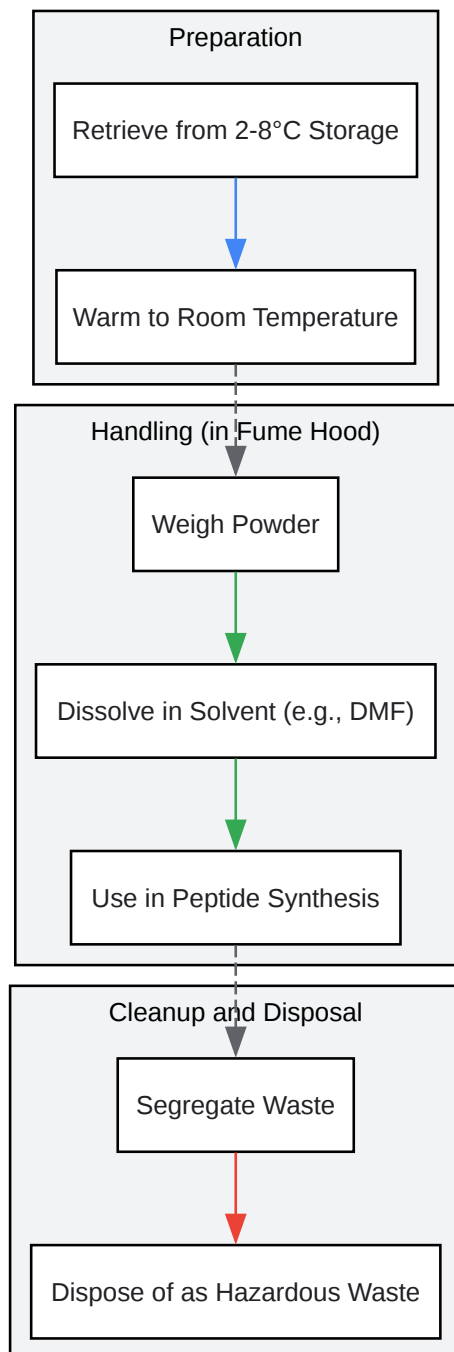 Preparation
Retrieve from 2-8°C Storage
Warm to Room Temperature
Handling (in Fume Hood)
Weigh Powder
Dissolve in Solvent (e.g., DMF)
Use in Peptide Synthesis
Cleanup and Disposal
Segregate Waste
Dispose of as Hazardous Waste